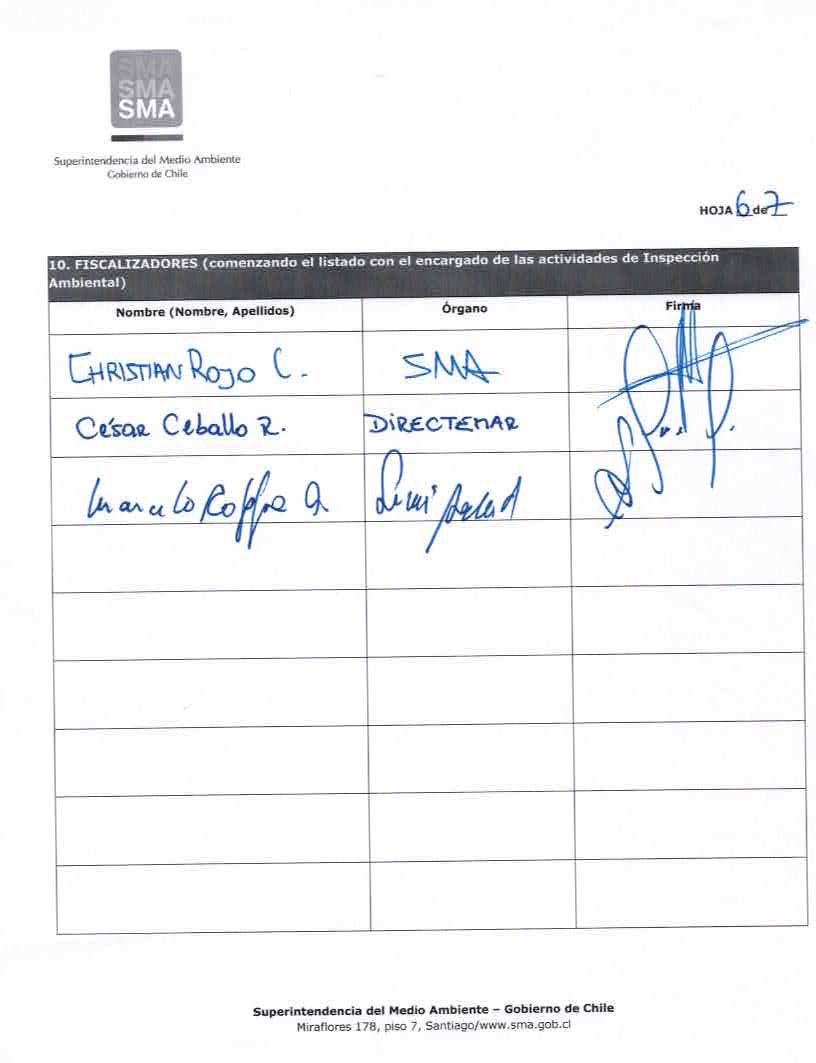 SMA
SMA
SMA
Superintendencia del Medio Ambiente
Gobierno de Chile
HOJA 6 de 7
10. FISCALIZADORES (comenzando el listado con el encargado de las actividades de Inspección
Ambiental)
Nombre (Nombre, Apellidos) Órgano Firma
CHRISTIAN ROJO C. SMA
César Ceballo R. DIRECTEMAR
Marcelo
Superintendencia del Medio Ambiente – Gobierno de Chile
Miraflores 178, piso 7, Santiago/www.sma.gob.cl